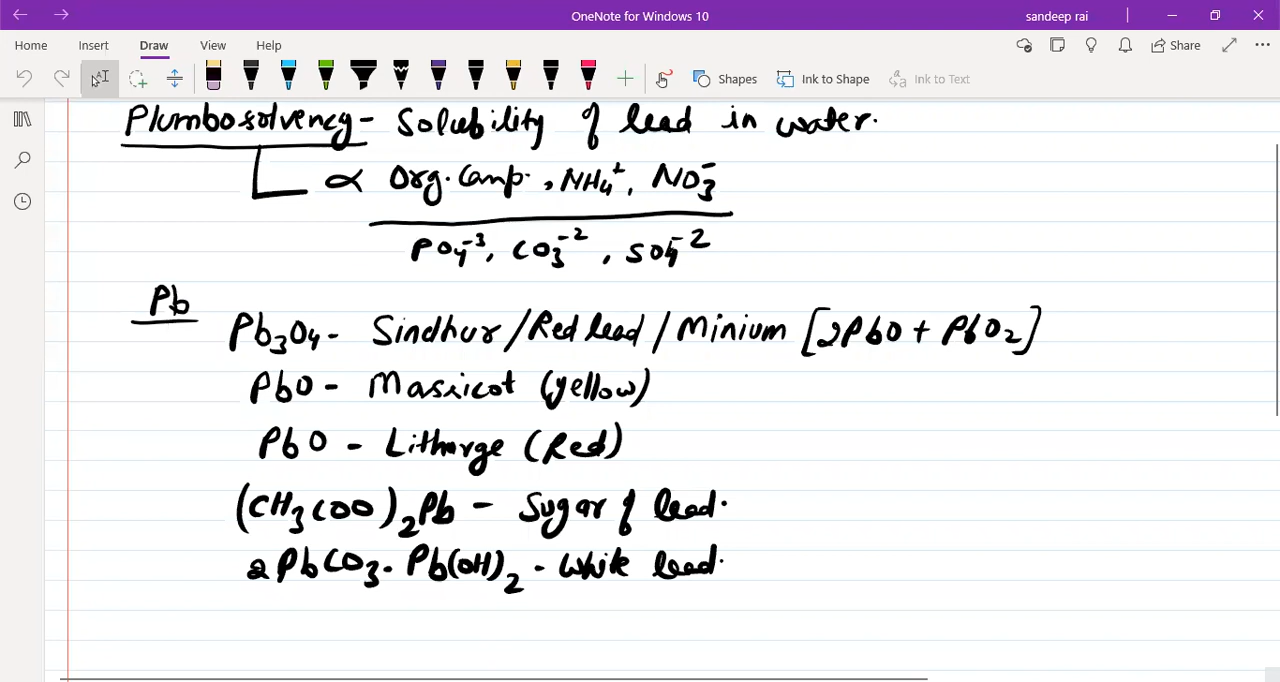 OneNote for Windows 10
sandeep rai
Home Insert Draw View Help
Share
Shapes Ink to Shape Ink to Text
Plumbosolvency - Solubility of lead in water.
∝ Org. Comp., NH₄⁺, NO₃⁻
PO₄⁻³, CO₃⁻², SO₄⁻²
Pb
Pb₃O₄ - Sindhur / Red lead / Minium [2PbO + PbO₂]
PbO - Massicot (yellow)
PbO - Litharge (Red)
(CH₃COO)₂Pb - Sugar of lead.
2PbCO₃. Pb(OH)₂ - White lead.